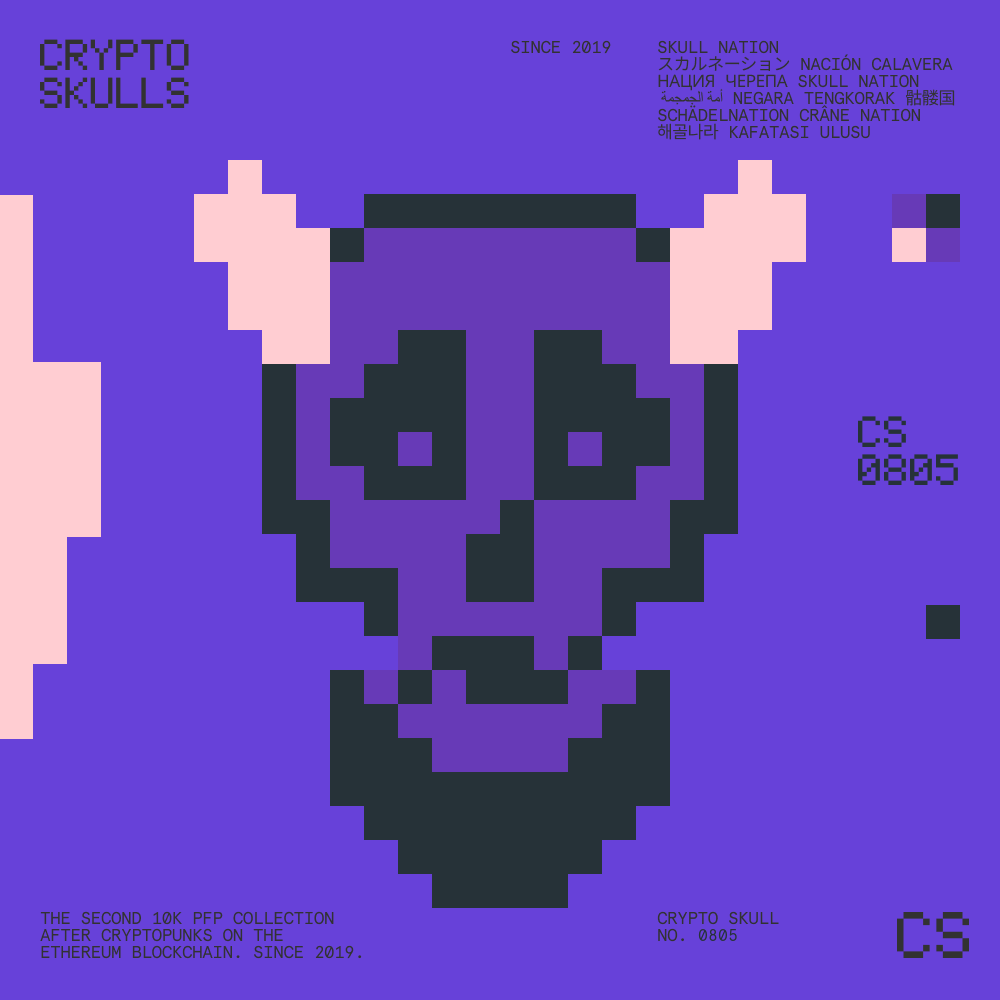 CRYPTO
SKULLS
SINCE 2019
SKULL NATION
スカルネーション NACIÓN CALAVERA
НАЦИЯ ЧЕРЕПА SKULL NATION
أمة الجمجمة NEGARA TENGKORAK 骷髅国
SCHÄDELNATION CRÂNE NATION
해골나라 KAFATASI ULUSU
CS
0805
THE SECOND 10K PFP COLLECTION
AFTER CRYPTOPUNKS ON THE
ETHEREUM BLOCKCHAIN. SINCE 2019.
CRYPTO SKULL
NO. 0805
CS